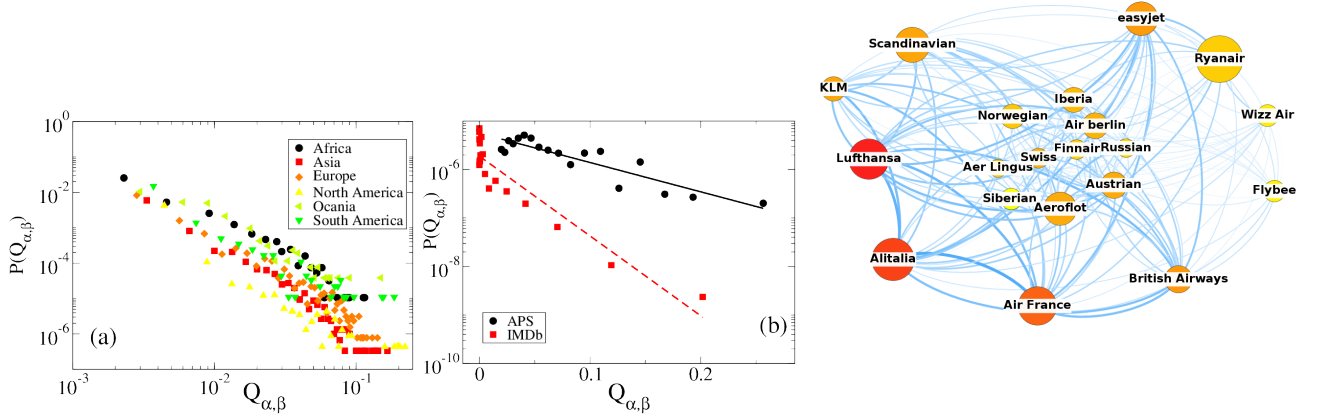 10^0
10^-2
10^-4
10^-6
P(Q_α,β)
10^-3
10^-2
10^-1
Q_α,β
(a)
Africa
Asia
Europe
North America
Ocania
South America
10^-6
10^-8
10^-10
P(Q_α,β)
0
0.1
0.2
Q_α,β
(b)
APS
IMDb
easyjet
Scandinavian
Ryanair
KLM
Iberia
Wizz Air
Norwegian
Air berlin
Finnair
Russian
Lufthansa
Swiss
Aer Lingus
Austrian
Flybee
Siberian
Aeroflot
Alitalia
British Airways
Air France